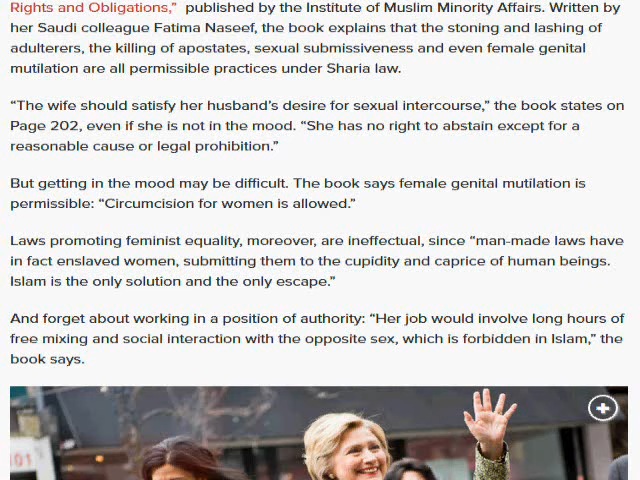 Rights and Obligations,” published by the Institute of Muslim Minority Affairs. Written by
her Saudi colleague Fatima Naseef, the book explains that the stoning and lashing of
adulterers, the killing of apostates, sexual submissiveness and even female genital
mutilation are all permissible practices under Sharia law.
“The wife should satisfy her husband’s desire for sexual intercourse,” the book states on
Page 202, even if she is not in the mood. “She has no right to abstain except for a
reasonable cause or legal prohibition.”
But getting in the mood may be difficult. The book says female genital mutilation is
permissible: “Circumcision for women is allowed.”
Laws promoting feminist equality, moreover, are ineffectual, since “man-made laws have
in fact enslaved women, submitting them to the cupidity and caprice of human beings.
Islam is the only solution and the only escape.”
And forget about working in a position of authority: “Her job would involve long hours of
free mixing and social interaction with the opposite sex, which is forbidden in Islam,” the
book says.
101